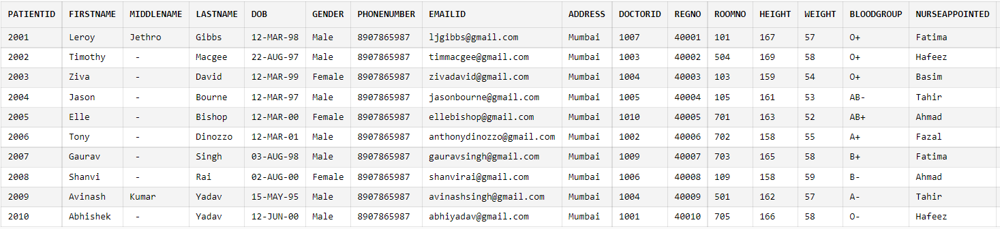 PATIENTID FIRSTNAME MIDDLENAME LASTNAME DOB GENDER PHONENUMBER EMAILID ADDRESS DOCTORID REGNO ROOMNO HEIGHT WEIGHT BLOODGROUP NURSEAPPOINTED
2001 Leroy Jethro Gibbs 12-MAR-98 Male 8907865987 ljgibbs@gmail.com Mumbai 1007 40001 101 167 57 O+ Fatima
2002 Timothy - Macgee 22-AUG-97 Male 8907865987 timmacgee@gmail.com Mumbai 1003 40002 504 169 58 O+ Hafeez
2003 Ziva - David 12-MAR-99 Female 8907865987 zivadavid@gmail.com Mumbai 1004 40003 103 159 54 O+ Basim
2004 Jason - Bourne 12-MAR-97 Male 8907865987 jasonbourne@gmail.com Mumbai 1005 40004 105 161 53 AB- Tahir
2005 Elle - Bishop 12-MAR-00 Female 8907865987 ellebishop@gmail.com Mumbai 1010 40005 701 163 52 AB+ Ahmad
2006 Tony - Dinozzo 12-MAR-01 Male 8907865987 anthonydinozzo@gmail.com Mumbai 1002 40006 702 158 55 A+ Fazal
2007 Gaurav - Singh 03-AUG-98 Male 8907865987 gauravsingh@gmail.com Mumbai 1009 40007 703 165 58 B+ Fatima
2008 Shanvi - Rai 02-AUG-00 Female 8907865987 shanvirai@gmail.com Mumbai 1006 40008 109 158 59 B- Ahmad
2009 Avinash Kumar Yadav 15-MAY-95 Male 8907865987 avinashsingh@gmail.com Mumbai 1004 40009 501 162 57 A- Tahir
2010 Abhishek - Yadav 12-JUN-00 Male 8907865987 abhiyadav@gmail.com Mumbai 1001 40010 705 166 58 O- Hafeez